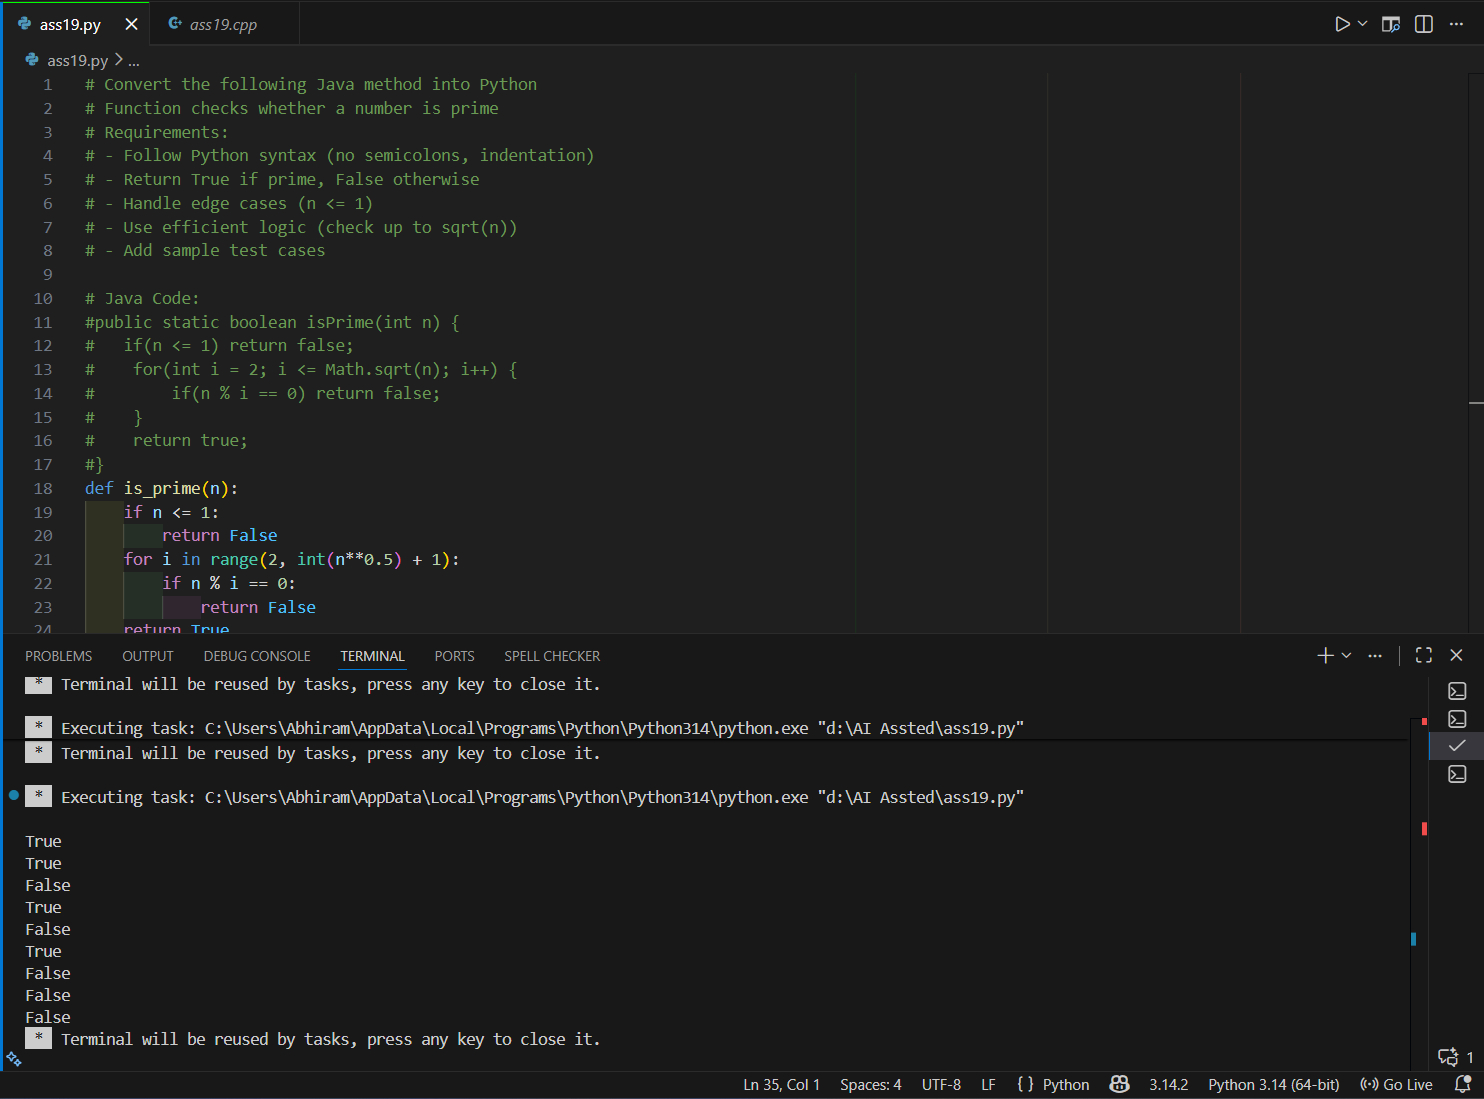 ass19.py
ass19.cpp
ass19.py > ...
1 # Convert the following Java method into Python
2 # Function checks whether a number is prime
3 # Requirements:
4 # - Follow Python syntax (no semicolons, indentation)
5 # - Return True if prime, False otherwise
6 # - Handle edge cases (n <= 1)
7 # - Use efficient logic (check up to sqrt(n))
8 # - Add sample test cases
9
10 # Java Code:
11 #public static boolean isPrime(int n) {
12 #   if(n <= 1) return false;
13 #    for(int i = 2; i <= Math.sqrt(n); i++) {
14 #        if(n % i == 0) return false;
15 #    }
16 #    return true;
17 #}
18 def is_prime(n):
19     if n <= 1:
20         return False
21     for i in range(2, int(n**0.5) + 1):
22         if n % i == 0:
23             return False
24     return True
PROBLEMS OUTPUT DEBUG CONSOLE TERMINAL PORTS SPELL CHECKER
* Terminal will be reused by tasks, press any key to close it.
* Executing task: C:\Users\Abhiram\AppData\Local\Programs\Python\Python314\python.exe "d:\AI Assted\ass19.py"
* Terminal will be reused by tasks, press any key to close it.
* Executing task: C:\Users\Abhiram\AppData\Local\Programs\Python\Python314\python.exe "d:\AI Assted\ass19.py"
True
True
False
True
False
True
False
False
False
* Terminal will be reused by tasks, press any key to close it.
1
Ln 35, Col 1 Spaces: 4 UTF-8 LF { } Python 3.14.2 Python 3.14 (64-bit) Go Live